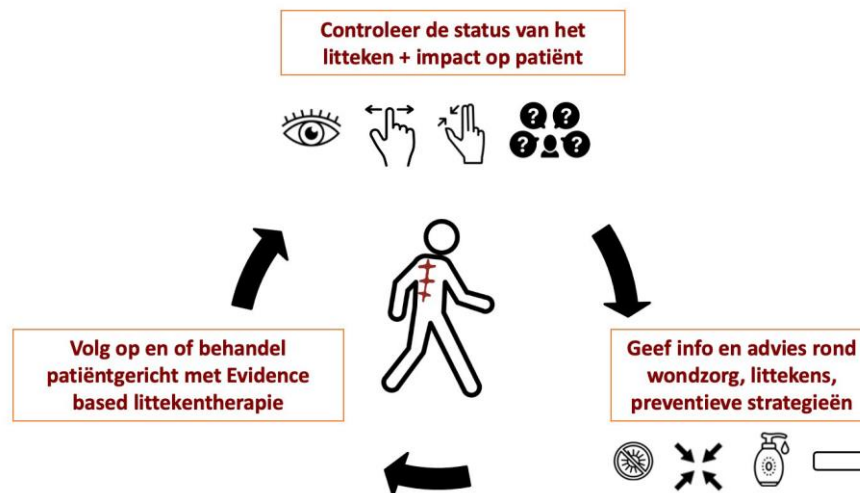 Controleer de status van het
litteken + impact op patiënt
? ?
? ?
Volg op en of behandel
patiëntgericht met Evidence
based littekentherapie
Geef info en advies rond
wondzorg, littekens,
preventieve strategieën